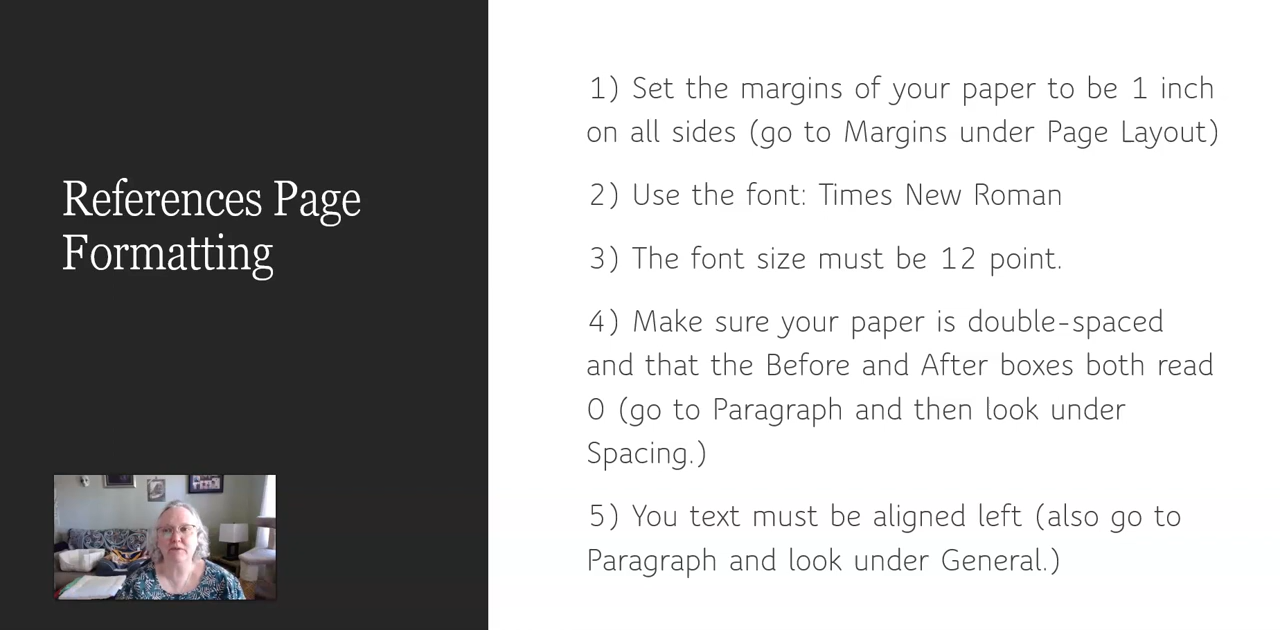 References Page
Formatting
1) Set the margins of your paper to be 1 inch
on all sides (go to Margins under Page Layout)
2) Use the font: Times New Roman
3) The font size must be 12 point.
4) Make sure your paper is double-spaced
and that the Before and After boxes both read
0 (go to Paragraph and then look under
Spacing.)
5) You text must be aligned left (also go to
Paragraph and look under General.)